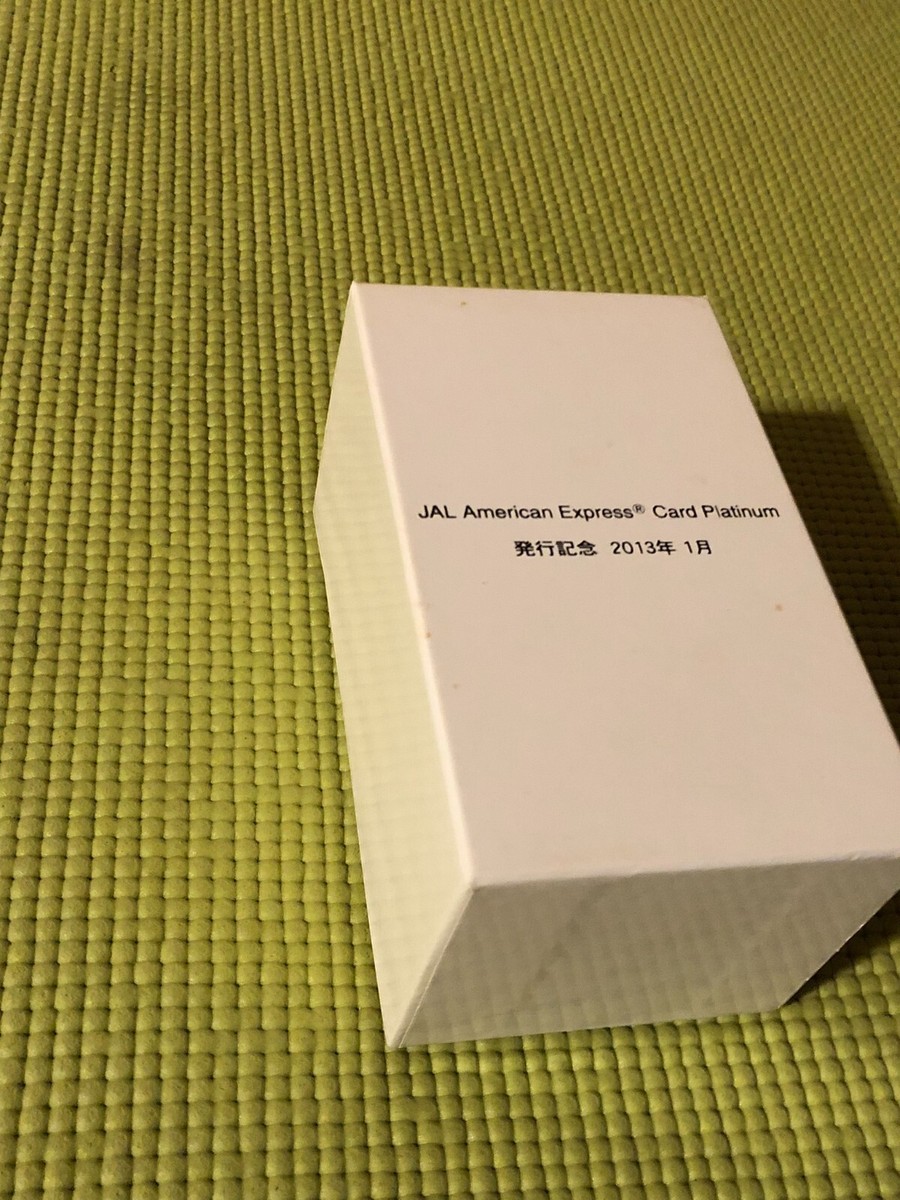 JAL American Express® Card Platinum
発行記念 2013年 1月